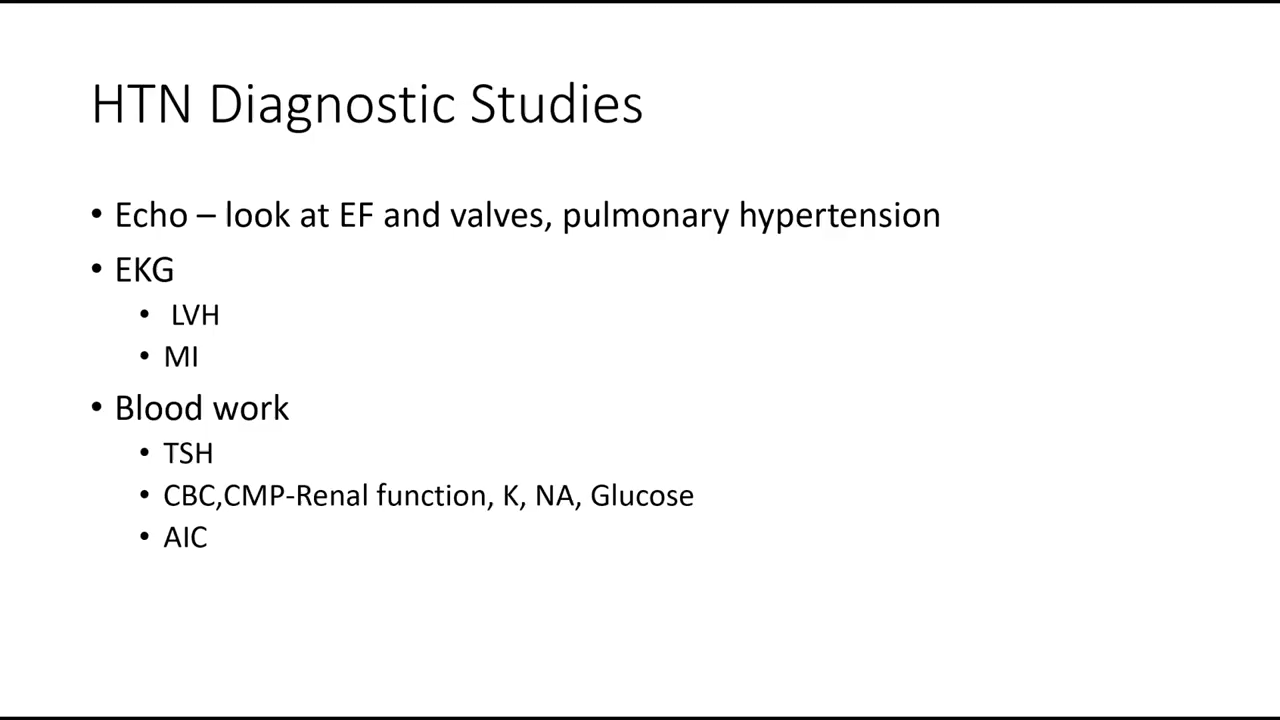 HTN Diagnostic Studies
• Echo – look at EF and valves, pulmonary hypertension
• EKG
• LVH
• MI
• Blood work
• TSH
• CBC,CMP-Renal function, K, NA, Glucose
• AIC